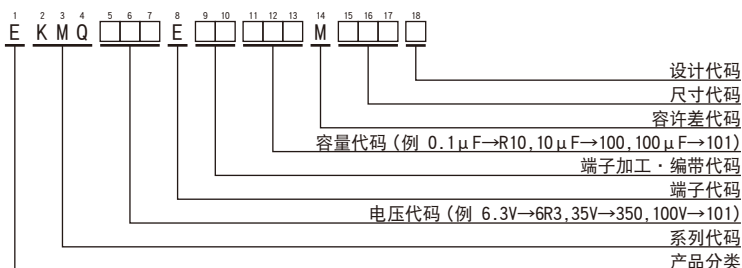 1 2 3 4 5 6 7 8 9 10 11 12 13 14 15 16 17 18
E KMQ □□□ E □□ □□□ M □□□ □
设计代码
尺寸代码
容许差代码
容量代码(例 0.1μF→R10,10μF→100,100μF→101)
端子加工·编带代码
端子代码
电压代码(例 6.3V→6R3,35V→350,100V→101)
系列代码
产品分类